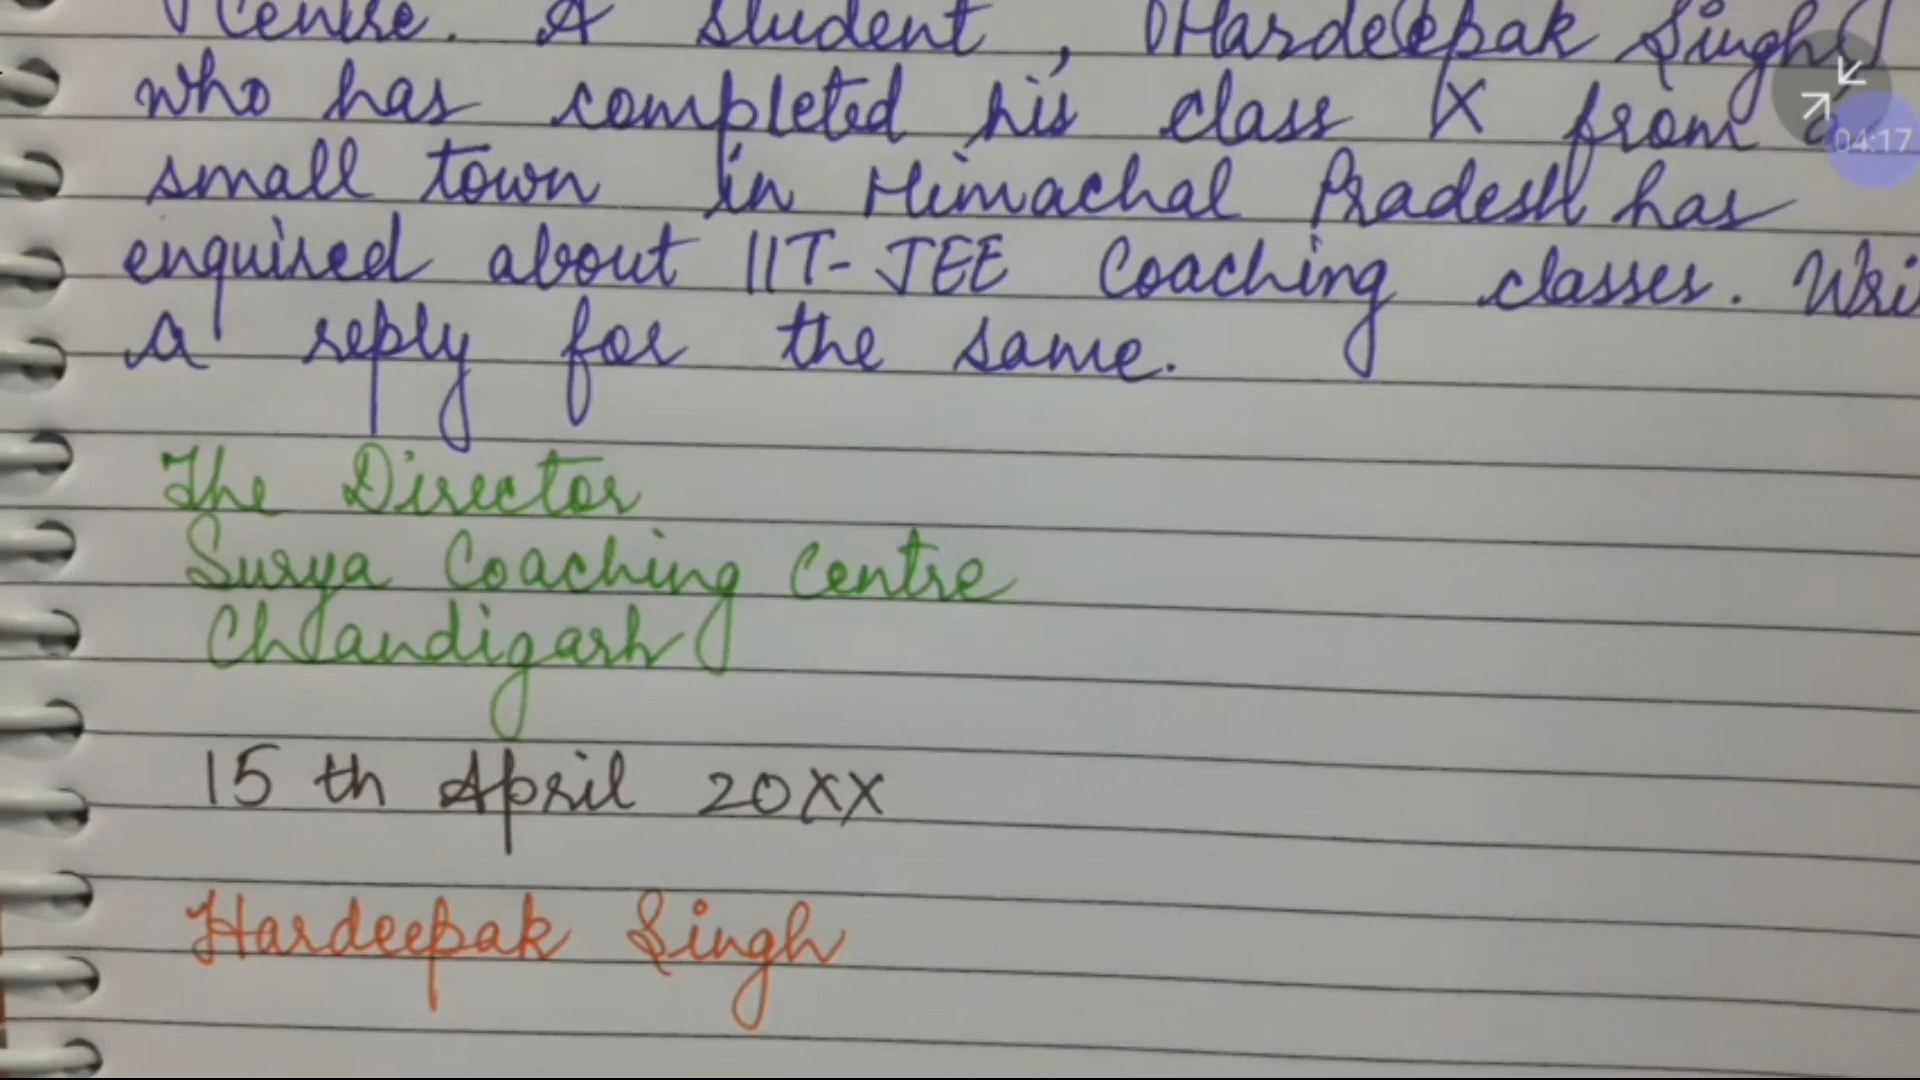 Centre. A student, Hardeepak Singh
who has completed his class X from a
small town in Himachal Pradesh has
enquired about IIT-JEE Coaching classes. Wri
a reply for the same.
The Director
Surya Coaching Centre
Chandigarh
15 th April 20XX
Hardeepak Singh
04:17